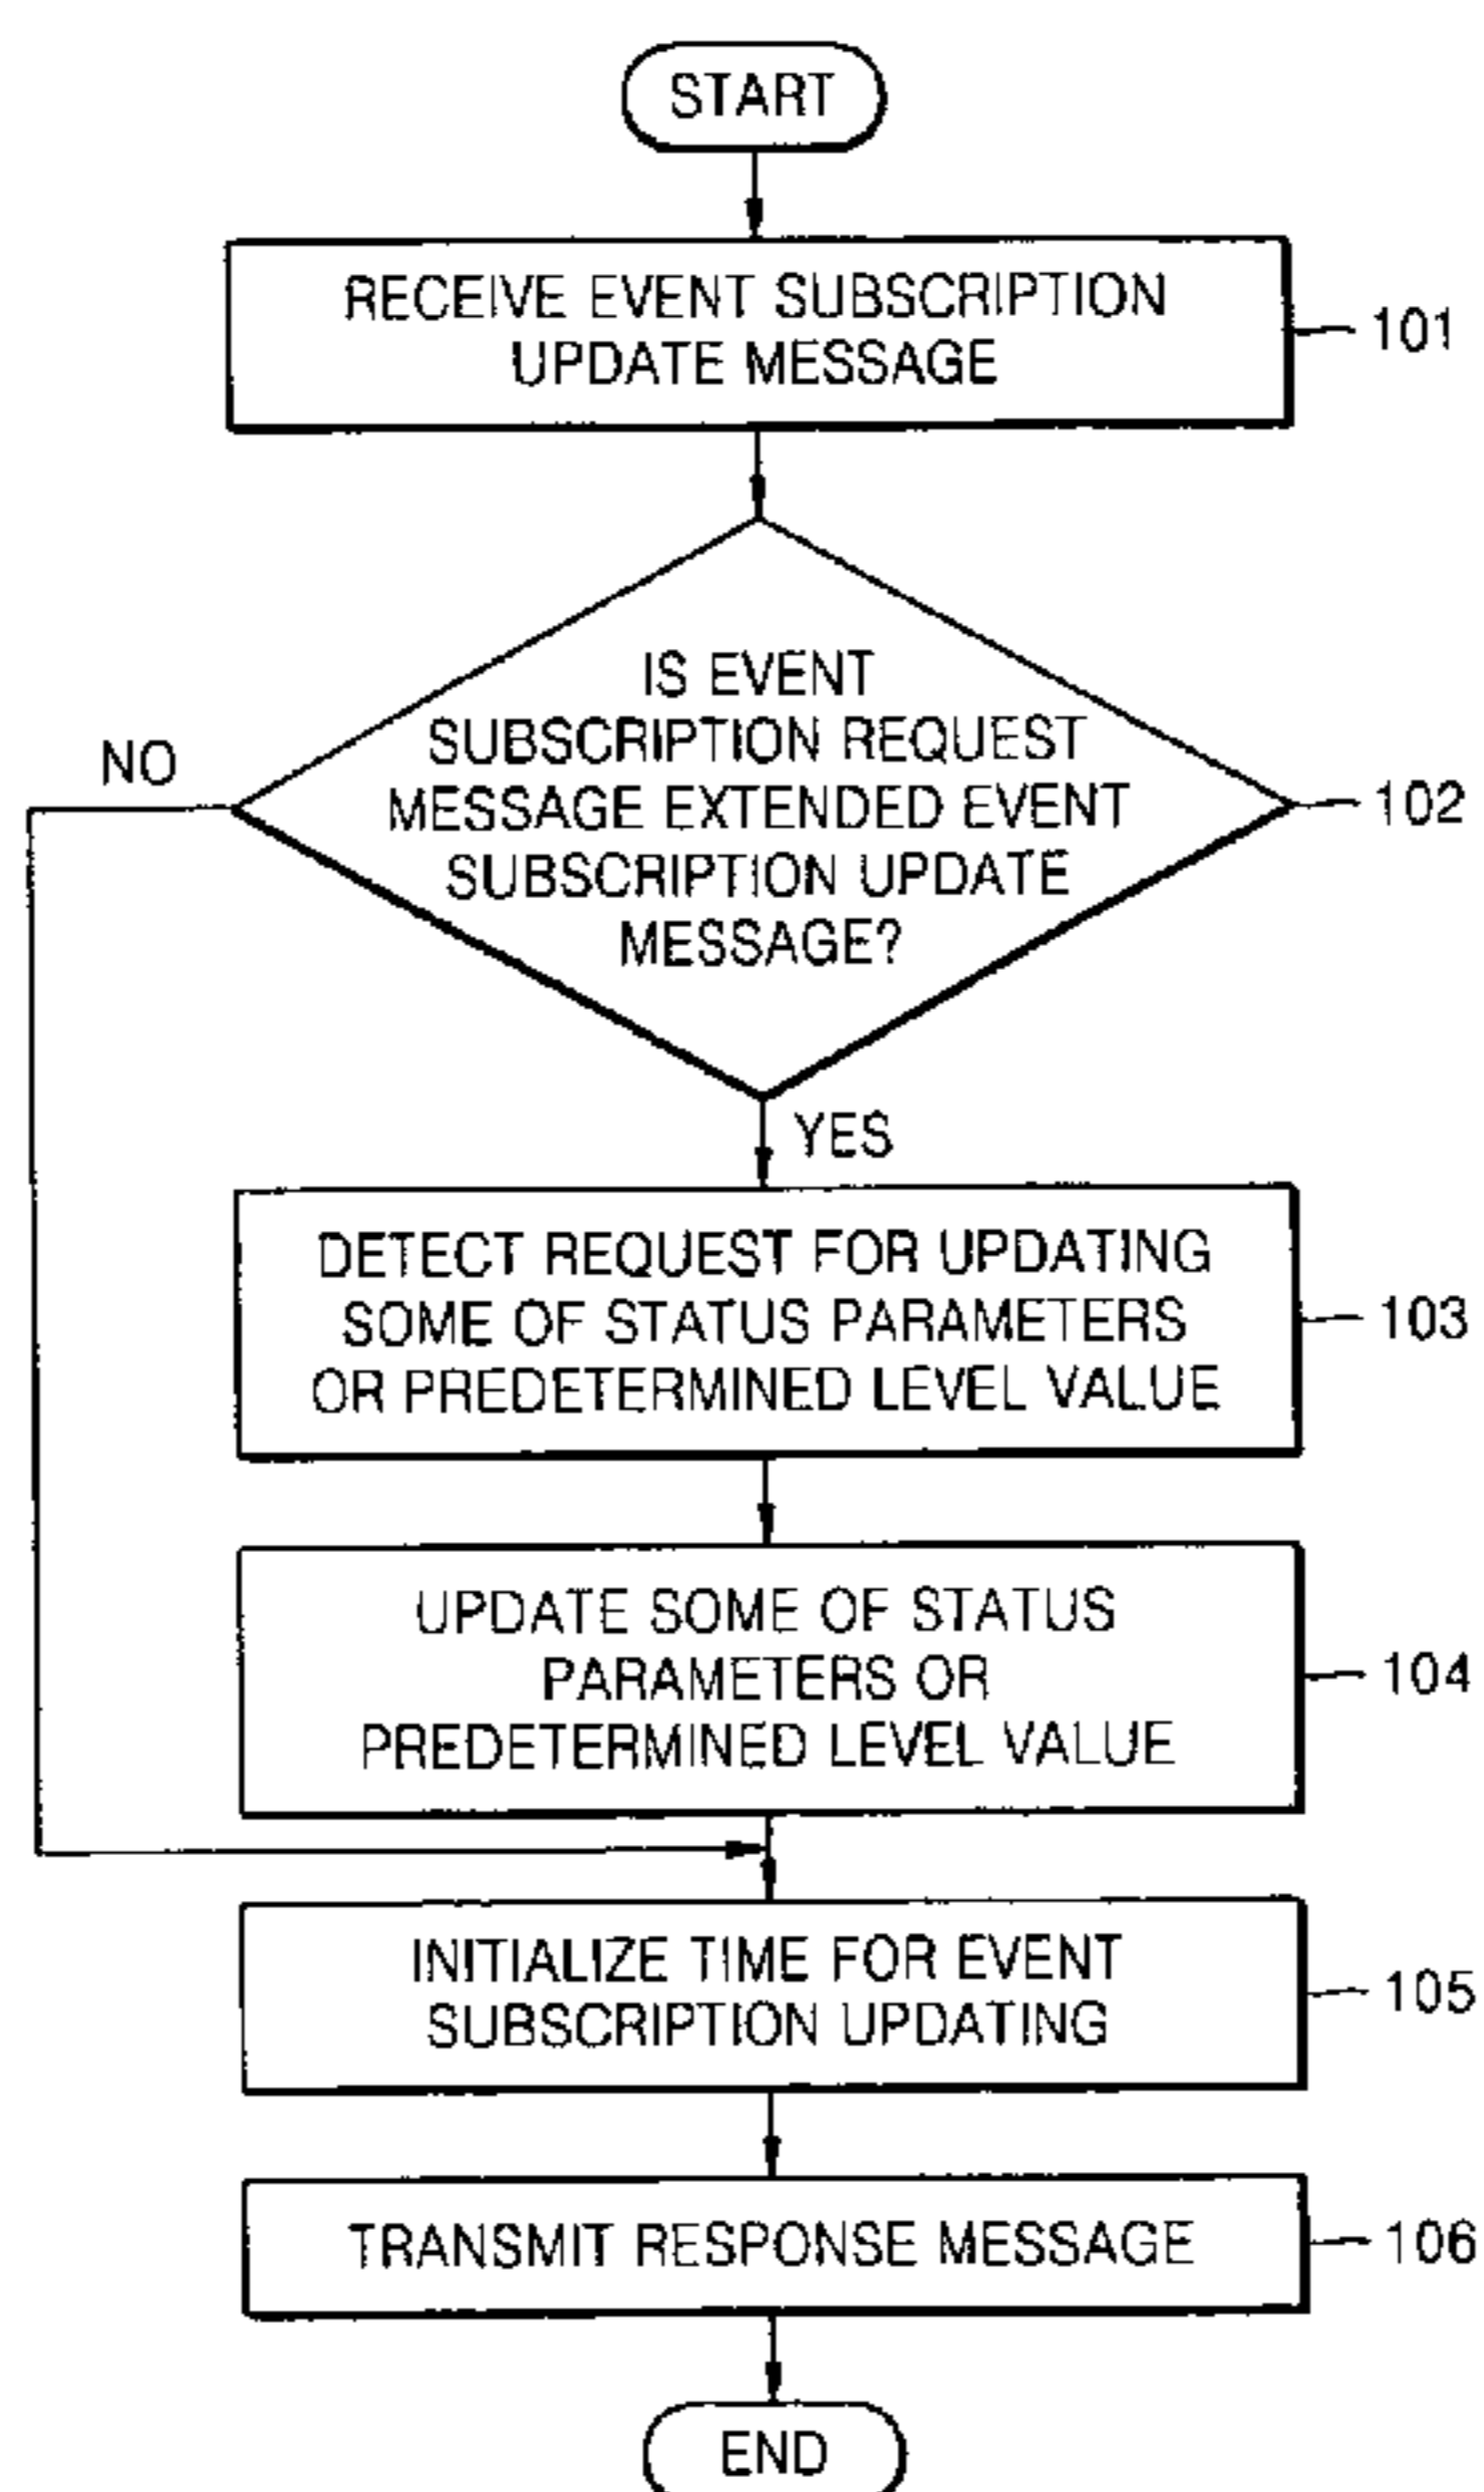 START
RECEIVE EVENT SUBSCRIPTION
UPDATE MESSAGE
101
IS EVENT
SUBSCRIPTION REQUEST
MESSAGE EXTENDED EVENT
SUBSCRIPTION UPDATE
MESSAGE?
NO
102
YES
DETECT REQUEST FOR UPDATING
SOME OF STATUS PARAMETERS
OR PREDETERMINED LEVEL VALUE
103
UPDATE SOME OF STATUS
PARAMETERS OR
PREDETERMINED LEVEL VALUE
104
INITIALIZE TIME FOR EVENT
SUBSCRIPTION UPDATING
105
TRANSMIT RESPONSE MESSAGE
106
END